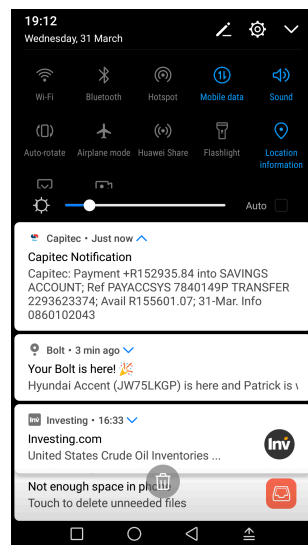 19:12
Wednesday, 31 March
Wi-Fi Bluetooth Hotspot Mobile data Sound
Auto-rotate Airplane mode Huawei Share Flashlight Location information
Auto
Capitec • Just now
Capitec Notification
Capitec: Payment +R152935.84 into SAVINGS
ACCOUNT; Ref PAYACCSYS 7840149P TRANSFER
2293623374; Avail R155601.07; 31-Mar. Info
0860102043
Bolt • 3 min ago
Your Bolt is here! 🎉
Hyundai Accent (JW75LKGP) is here and Patrick is
Inv Investing • 16:33
Investing.com
United States Crude Oil Inventories ...
Inv
Not enough space in phone
Touch to delete unneeded files